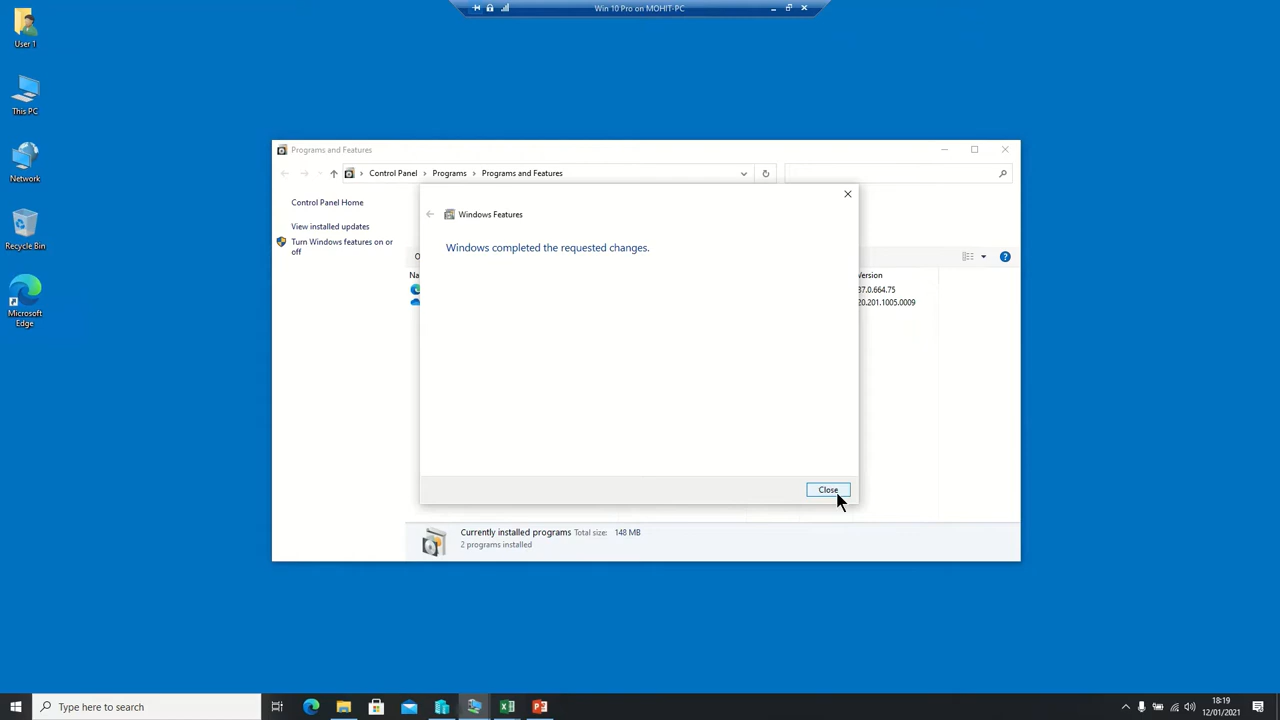 Win 10 Pro on MOHIT-PC
User 1
This PC
Network
Recycle Bin
Microsoft
Edge
Programs and Features
Control Panel > Programs > Programs and Features
Control Panel Home
View installed updates
Turn Windows features on or
off
Windows Features
Windows completed the requested changes.
O
Na
Version
87.0.664.75
20.201.1005.0009
Close
Currently installed programs Total size: 148 MB
2 programs installed
Type here to search
18:19
12/01/2021